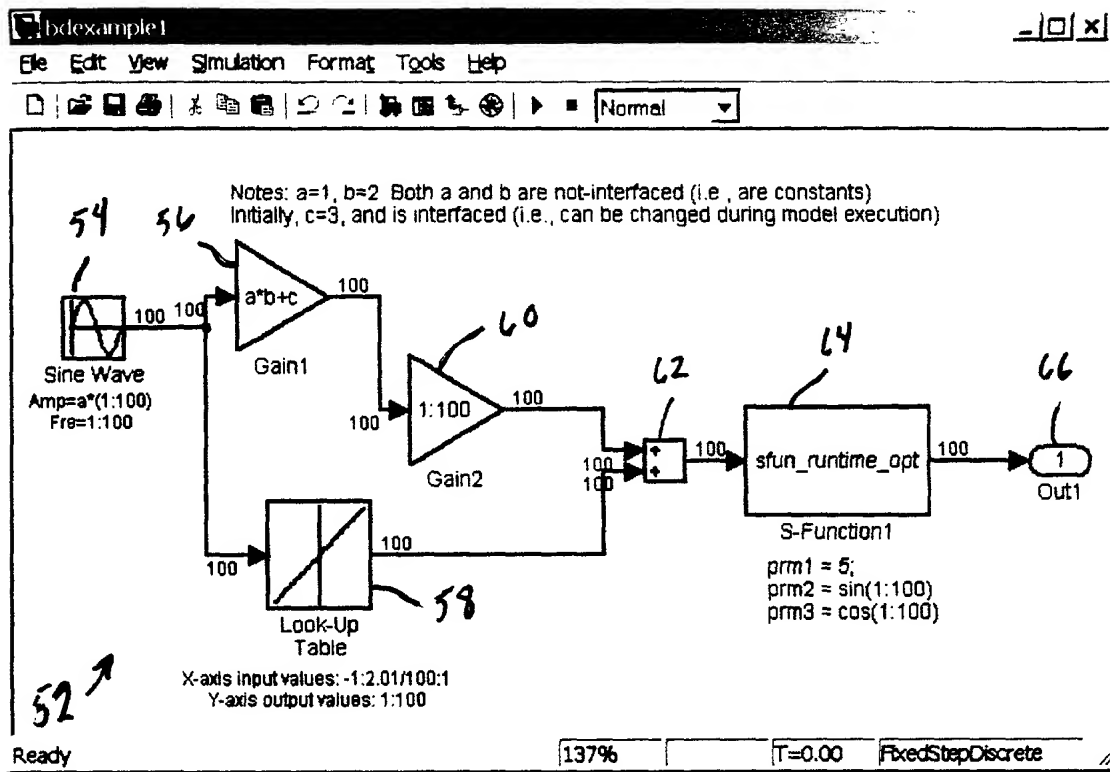 bdexample1
File Edit View Simulation Format Tools Help
Normal
Notes: a=1, b=2 Both a and b are not-interfaced (i.e , are constants)
Initially, c=3, and is interfaced (i.e., can be changed during model execution)
54
56
100
100
a*b+c
100
Sine Wave
Amp=a*(1:100)
Fre=1:100
Gain1
60
100
1:100
100
Gain2
62
64
66
100
100
+
+
100
sfun_runtime_opt
100
1
Out1
S-Function1
prm1 = 5;
prm2 = sin(1:100)
prm3 = cos(1:100)
100
100
58
Look-Up
Table
52
X-axis input values: -1:2.01/100:1
Y-axis output values: 1:100
Ready
137%
T=0.00
FixedStepDiscrete